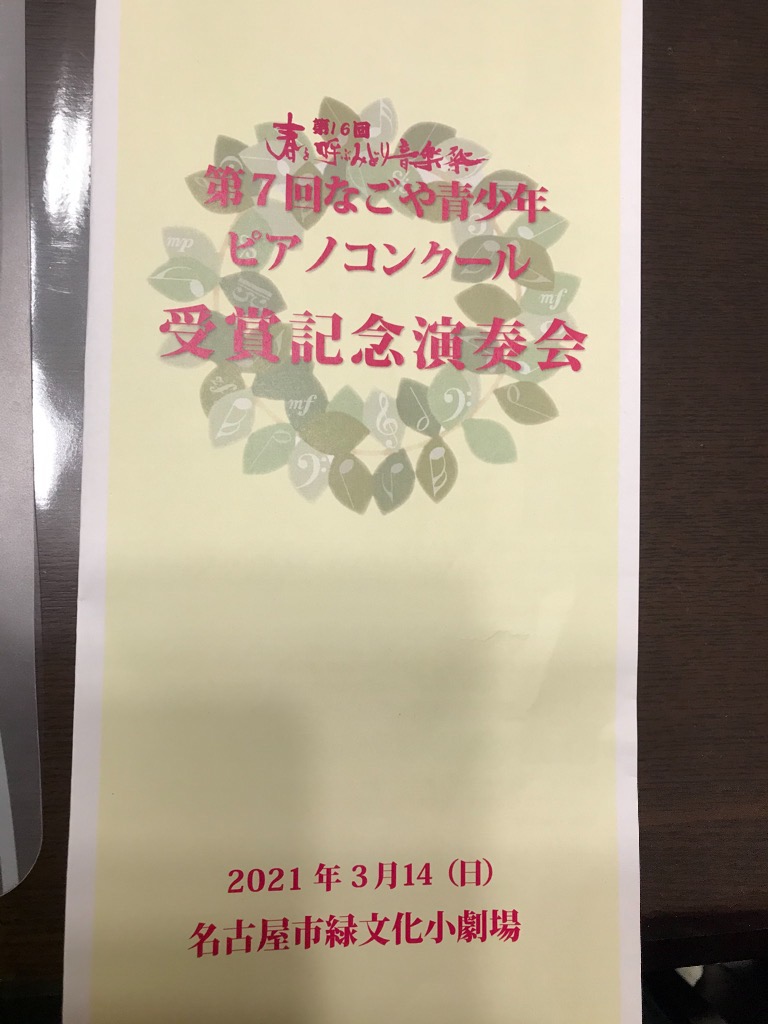 第16回
春を呼ぶみどり音楽祭
第7回なごや青少年
ピアノコンクール
受賞記念演奏会
mp
mf
mf
2021年3月14（日）
名古屋市緑文化小劇場